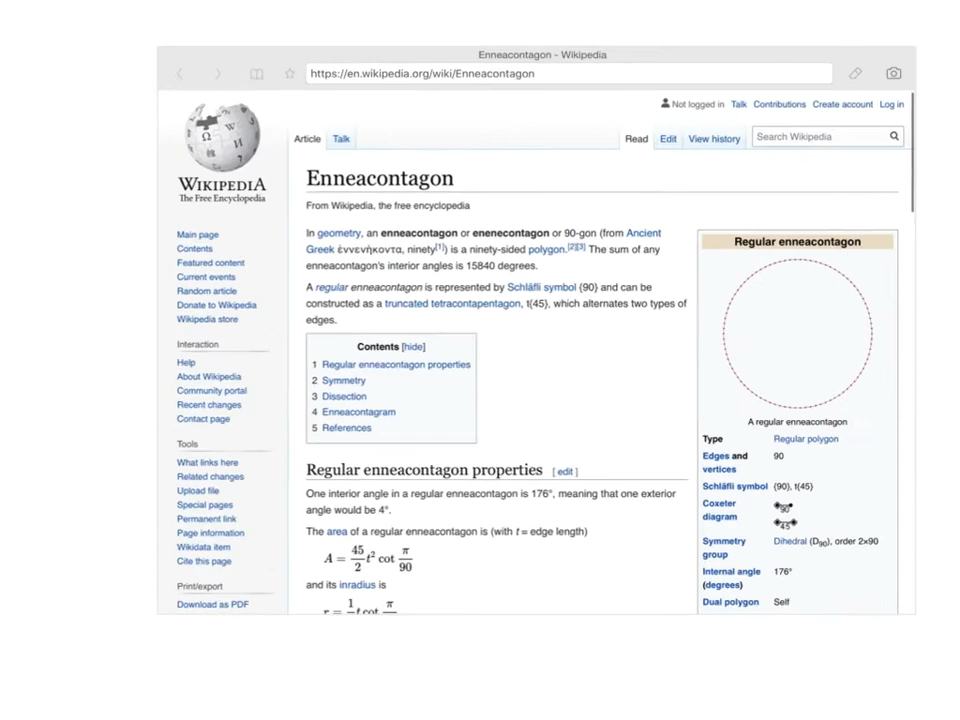 Enneacontagon - Wikipedia
https://en.wikipedia.org/wiki/Enneacontagon
Not logged in Talk Contributions Create account Log in
Article Talk Read Edit View history Search Wikipedia
WIKIPEDIA
The Free Encyclopedia
Main page
Contents
Featured content
Current events
Random article
Donate to Wikipedia
Wikipedia store
Interaction
Help
About Wikipedia
Community portal
Recent changes
Contact page
Tools
What links here
Related changes
Upload file
Special pages
Permanent link
Page information
Wikidata item
Cite this page
Print/export
Download as PDF
Enneacontagon
From Wikipedia, the free encyclopedia
In geometry, an enneacontagon or enenecontagon or 90-gon (from Ancient
Greek ἑννενήκοντα, ninety[1]) is a ninety-sided polygon.[2][3] The sum of any
enneacontagon's interior angles is 15840 degrees.
A regular enneacontagon is represented by Schläfli symbol {90} and can be
constructed as a truncated tetracontapentagon, t{45}, which alternates two types of
edges.
Contents [hide]
1 Regular enneacontagon properties
2 Symmetry
3 Dissection
4 Enneacontagram
5 References
Regular enneacontagon properties [ edit ]
One interior angle in a regular enneacontagon is 176°, meaning that one exterior
angle would be 4°.
The area of a regular enneacontagon is (with t = edge length)
A = 45/2 t² cot π/90
and its inradius is
r = 1 t cot π
Regular enneacontagon
A regular enneacontagon
Type Regular polygon
Edges and 90
vertices
Schläfli symbol {90}, t{45}
Coxeter 90
diagram 45
Symmetry Dihedral (D90), order 2×90
group
Internal angle 176°
(degrees)
Dual polygon Self